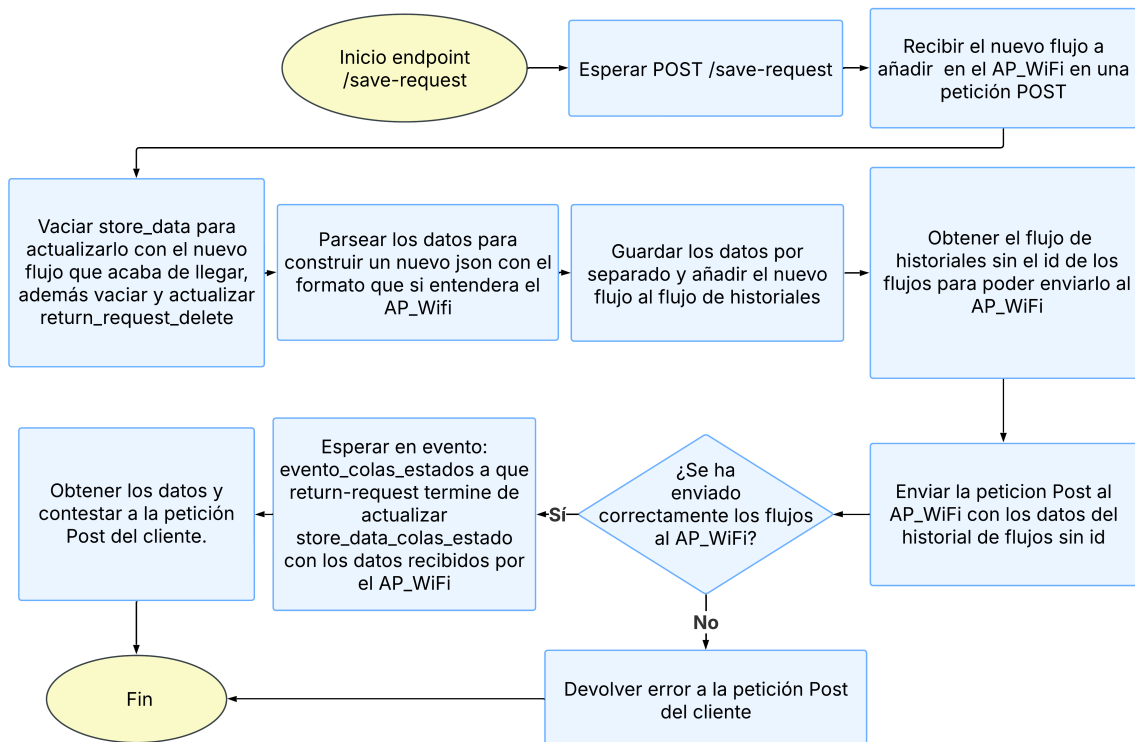 Inicio endpoint
/save-request
Esperar POST /save-request
Recibir el nuevo flujo a
añadir  en el AP_WiFi en una
petición POST
Vaciar store_data para
actualizarlo con el nuevo
flujo que acaba de llegar,
además vaciar y actualizar
return_request_delete
Parsear los datos para
construir un nuevo json con el
formato que si entendera el
AP_Wifi
Guardar los datos por
separado y añadir el nuevo
flujo al flujo de historiales
Obtener el flujo de
historiales sin el id de los
flujos para poder enviarlo al
AP_WiFi
Enviar la peticion Post al
AP_WiFi con los datos del
historial de flujos sin id
¿Se ha
enviado
correctamente los flujos
al AP_WiFi?
Sí
Esperar en evento:
evento_colas_estados a que
return-request termine de
actualizar
store_data_colas_estado
con los datos recibidos por
el AP_WiFi
Obtener los datos y
contestar a la petición
Post del cliente.
No
Devolver error a la petición Post
del cliente
Fin